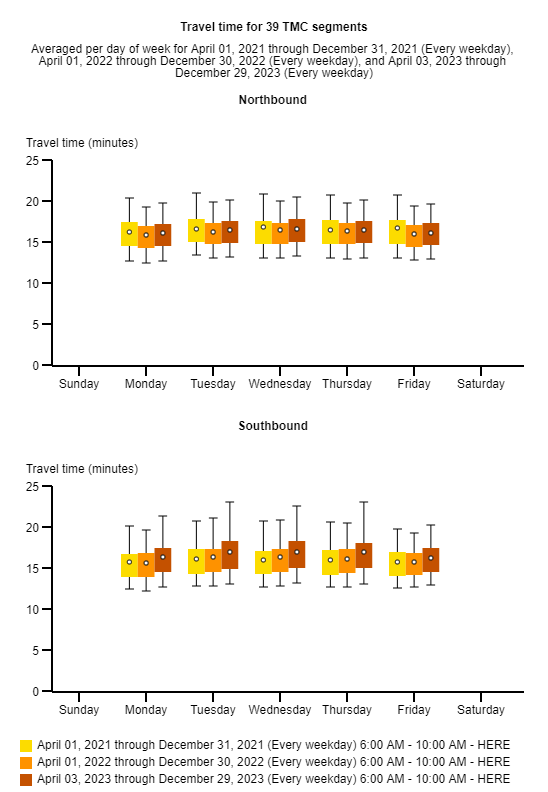 Travel time for 39 TMC segments
Averaged per day of week for April 01, 2021 through December 31, 2021 (Every weekday),
April 01, 2022 through December 30, 2022 (Every weekday), and April 03, 2023 through
December 29, 2023 (Every weekday)
Northbound
Travel time (minutes)
25
20
15
10
5
0
Sunday Monday Tuesday Wednesday Thursday Friday Saturday
Southbound
Travel time (minutes)
25
20
15
10
5
0
Sunday Monday Tuesday Wednesday Thursday Friday Saturday
April 01, 2021 through December 31, 2021 (Every weekday) 6:00 AM - 10:00 AM - HERE
April 01, 2022 through December 30, 2022 (Every weekday) 6:00 AM - 10:00 AM - HERE
April 03, 2023 through December 29, 2023 (Every weekday) 6:00 AM - 10:00 AM - HERE